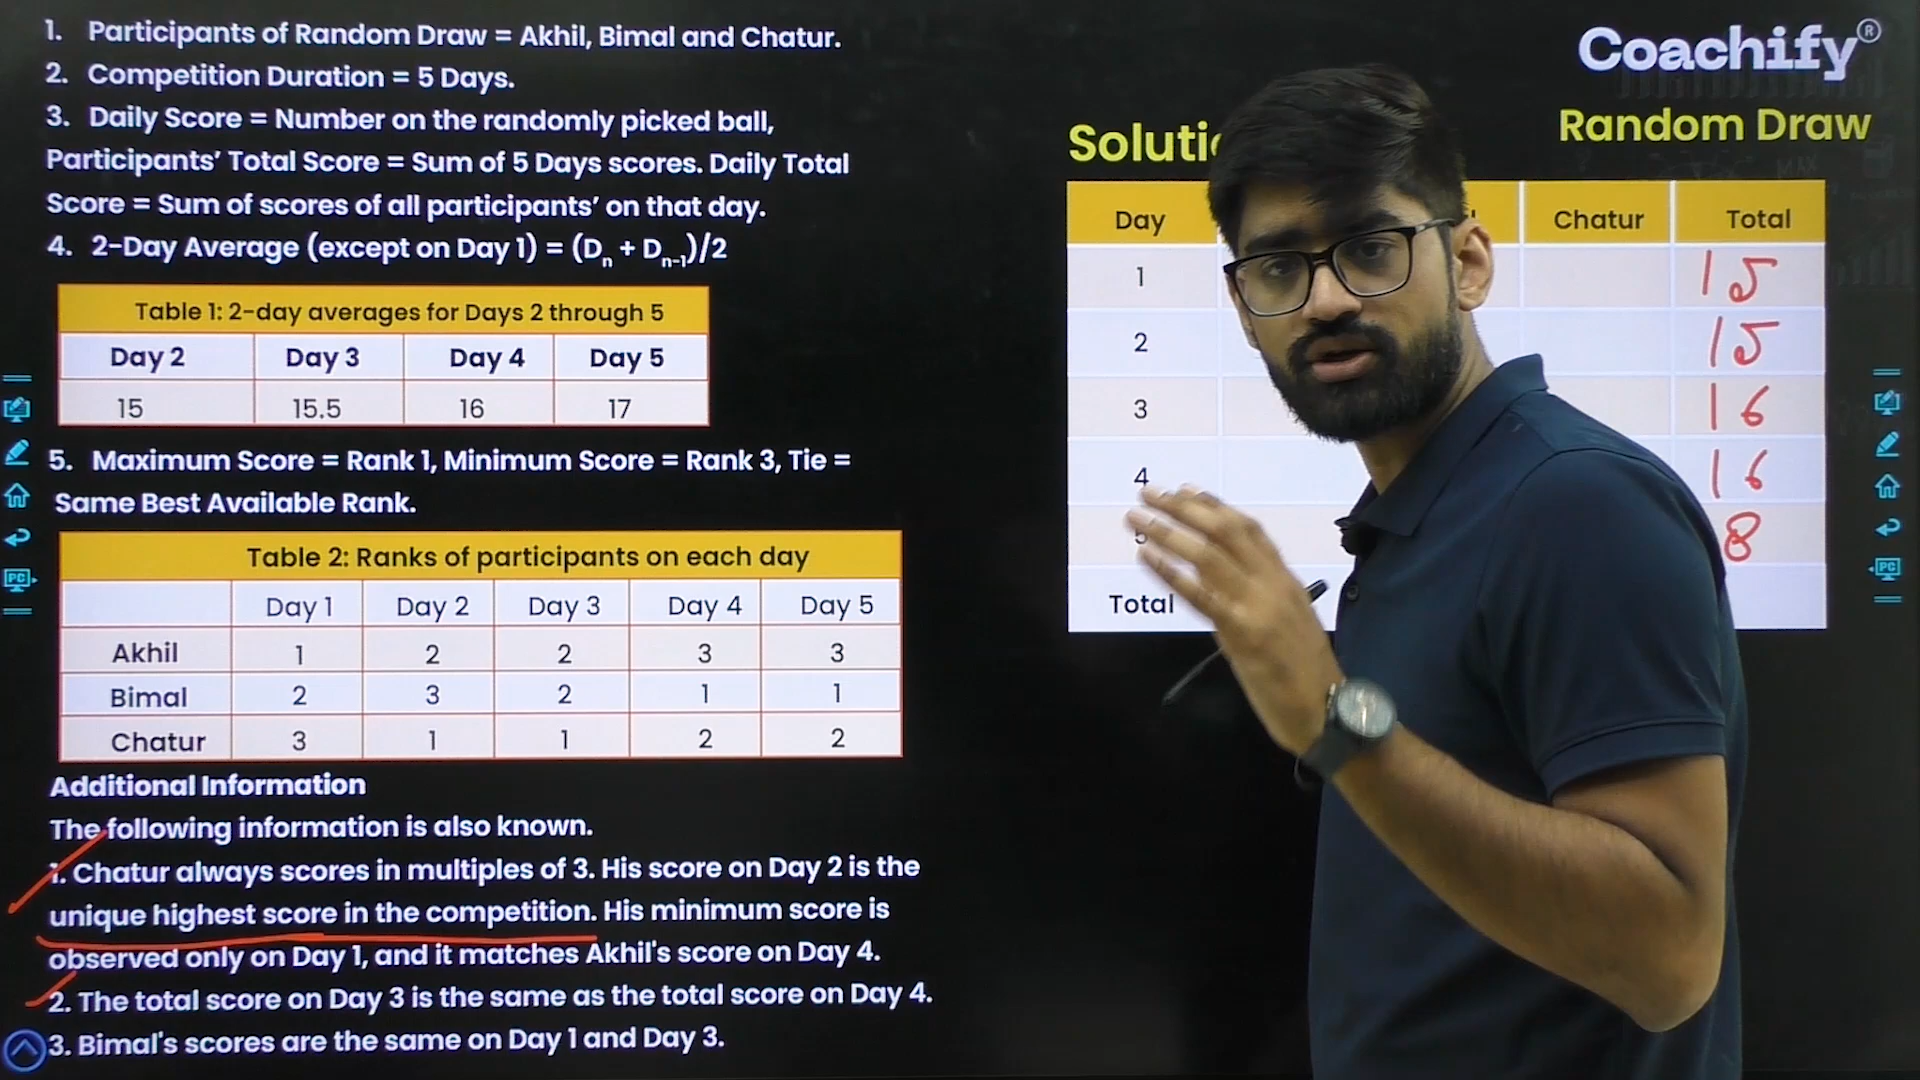 1. Participants of Random Draw = Akhil, Bimal and Chatur.
2. Competition Duration = 5 Days.
3. Daily Score = Number on the randomly picked ball,
Participants’ Total Score = Sum of 5 Days scores. Daily Total
Score = Sum of scores of all participants’ on that day.
4. 2-Day Average (except on Day 1) = (Dn + Dn-1)/2
Table 1: 2-day averages for Days 2 through 5
Day 2 Day 3 Day 4 Day 5
15 15.5 16 17
5. Maximum Score = Rank 1, Minimum Score = Rank 3, Tie =
Same Best Available Rank.
Table 2: Ranks of participants on each day
Day 1 Day 2 Day 3 Day 4 Day 5
Akhil 1 2 2 3 3
Bimal 2 3 2 1 1
Chatur 3 1 1 2 2
Additional Information
The following information is also known.
1. Chatur always scores in multiples of 3. His score on Day 2 is the
unique highest score in the competition. His minimum score is
observed only on Day 1, and it matches Akhil's score on Day 4.
2. The total score on Day 3 is the same as the total score on Day 4.
3. Bimal's scores are the same on Day 1 and Day 3.
Coachify®
Random Draw
Day Chatur Total
1 15
2 15
3 16
4 16
8
Total
PC
PC